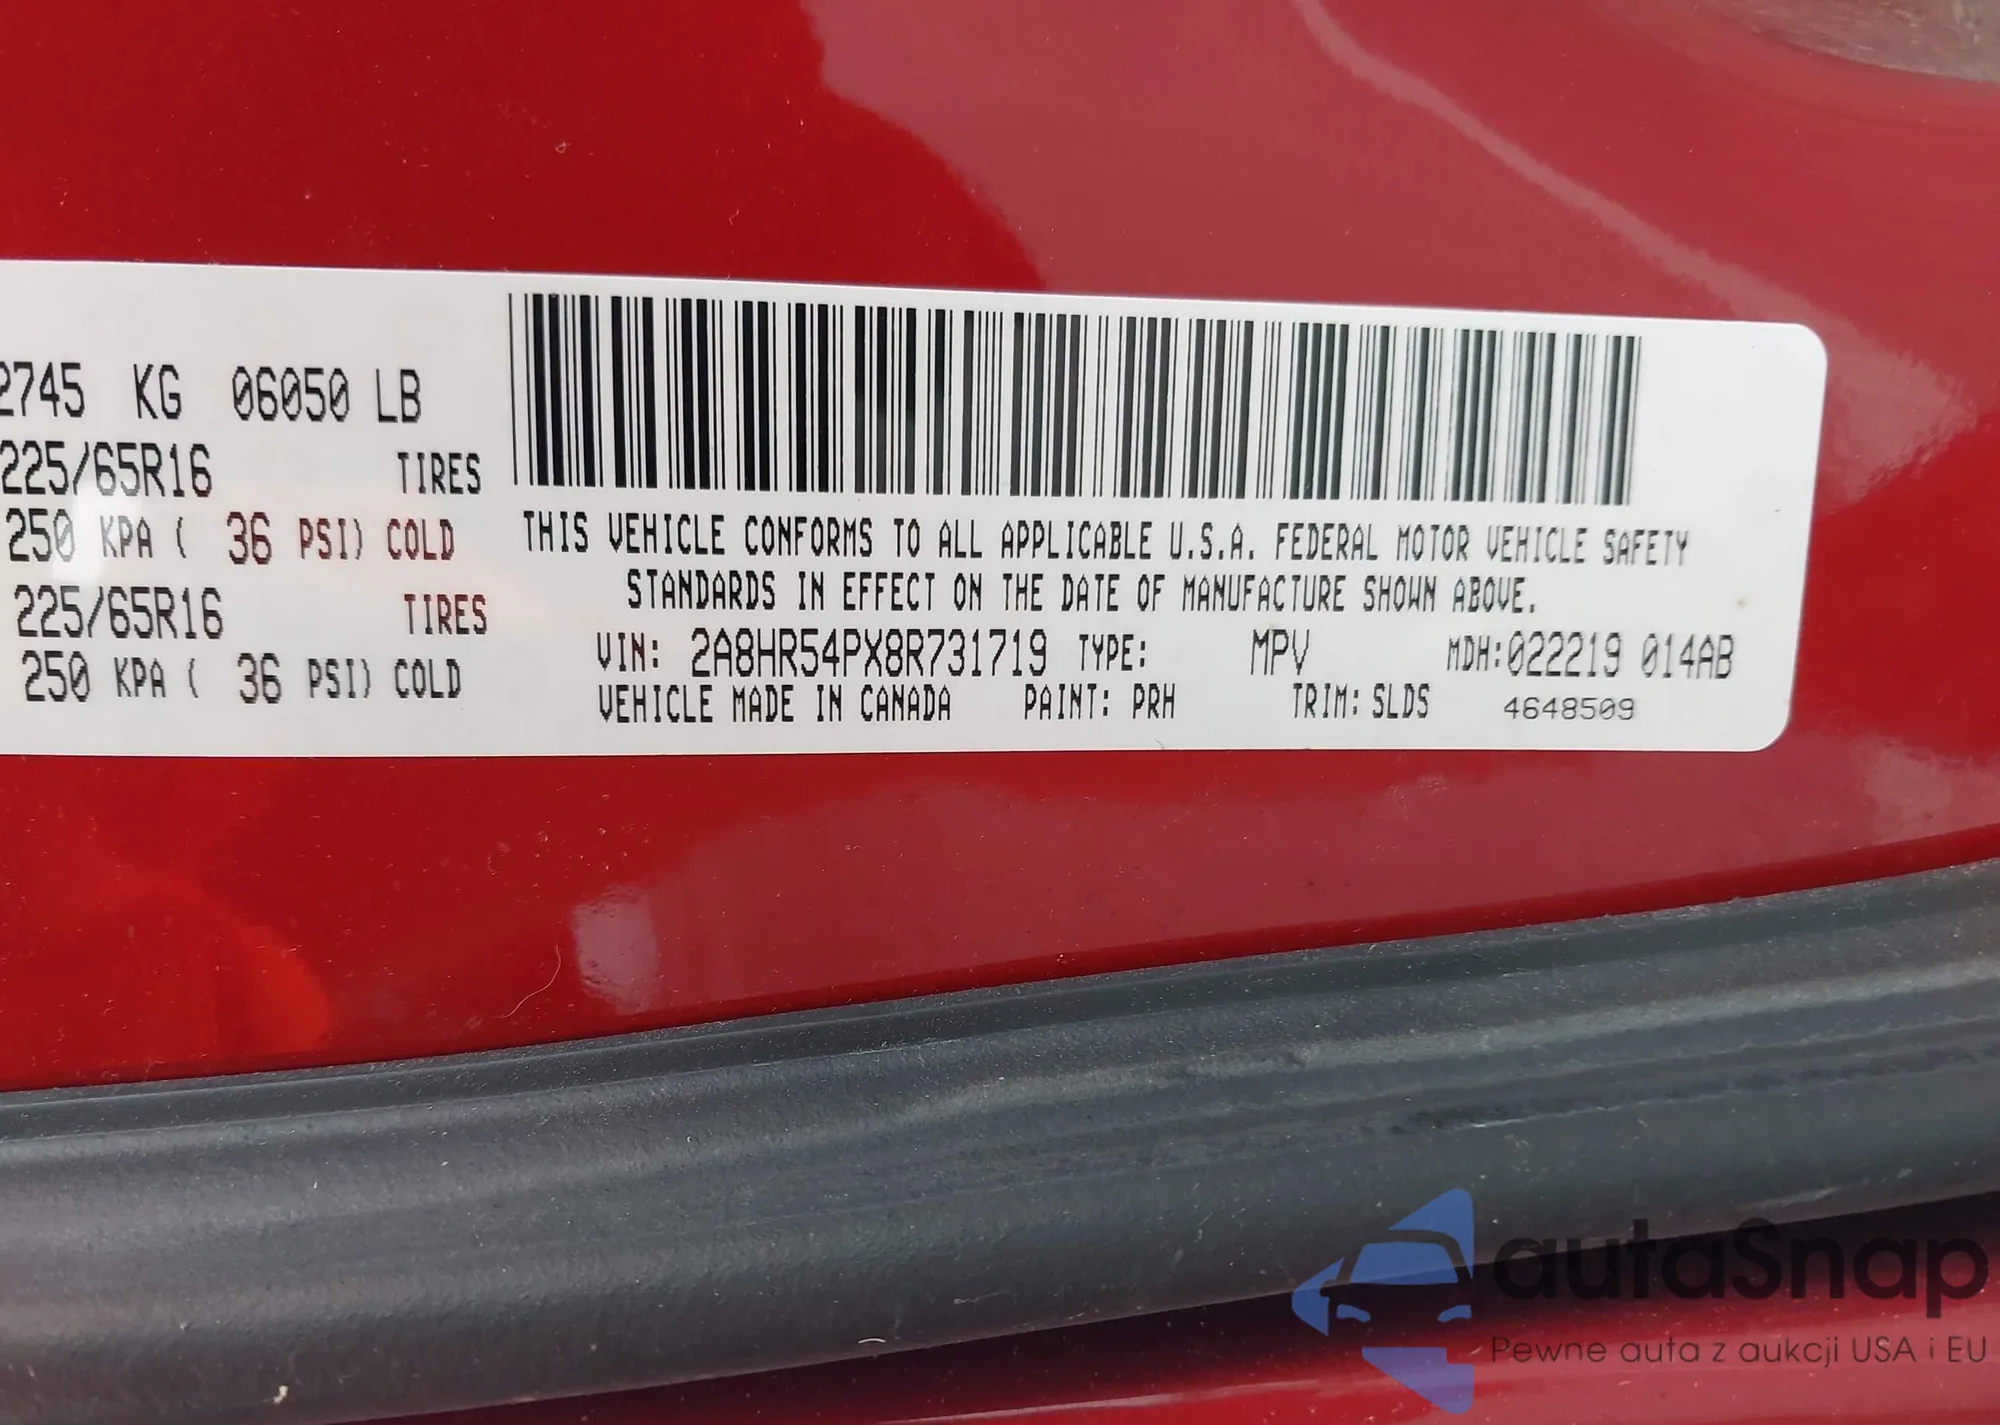 2745 KG 06050 LB
225/65R16 TIRES
250 KPA ( 36 PSI) COLD
225/65R16 TIRES
250 KPA ( 36 PSI) COLD
THIS VEHICLE CONFORMS TO ALL APPLICABLE U.S.A. FEDERAL MOTOR VEHICLE SAFETY
STANDARDS IN EFFECT ON THE DATE OF MANUFACTURE SHOWN ABOVE.
VIN: 2A8HR54PX8R731719 TYPE: MPV MDH:022219 014AB
VEHICLE MADE IN CANADA PAINT: PRH TRIM: SLDS 4648509
autaSnap
Pewne auta z aukcji USA i EU